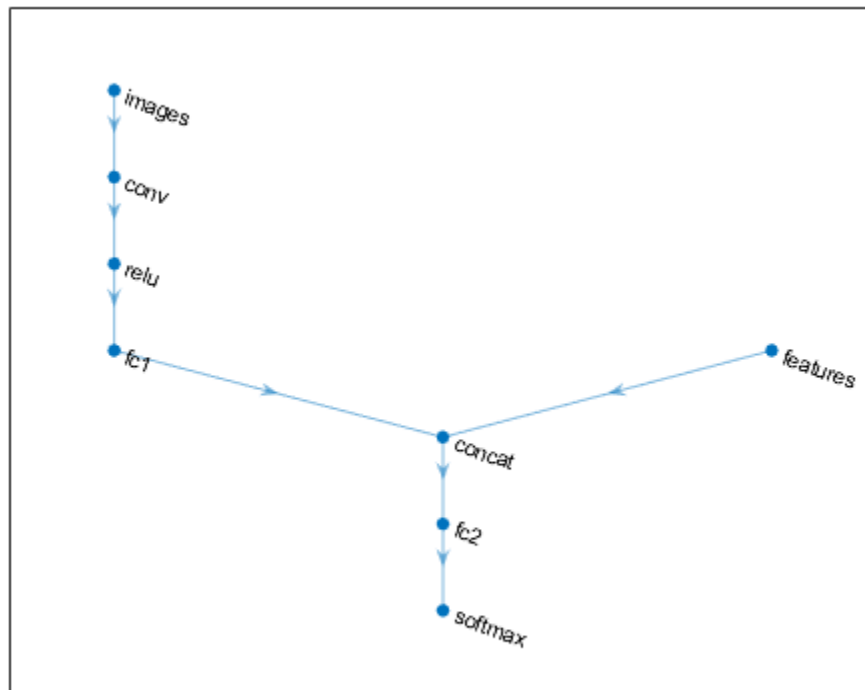 images
conv
relu
fc1
features
concat
fc2
softmax